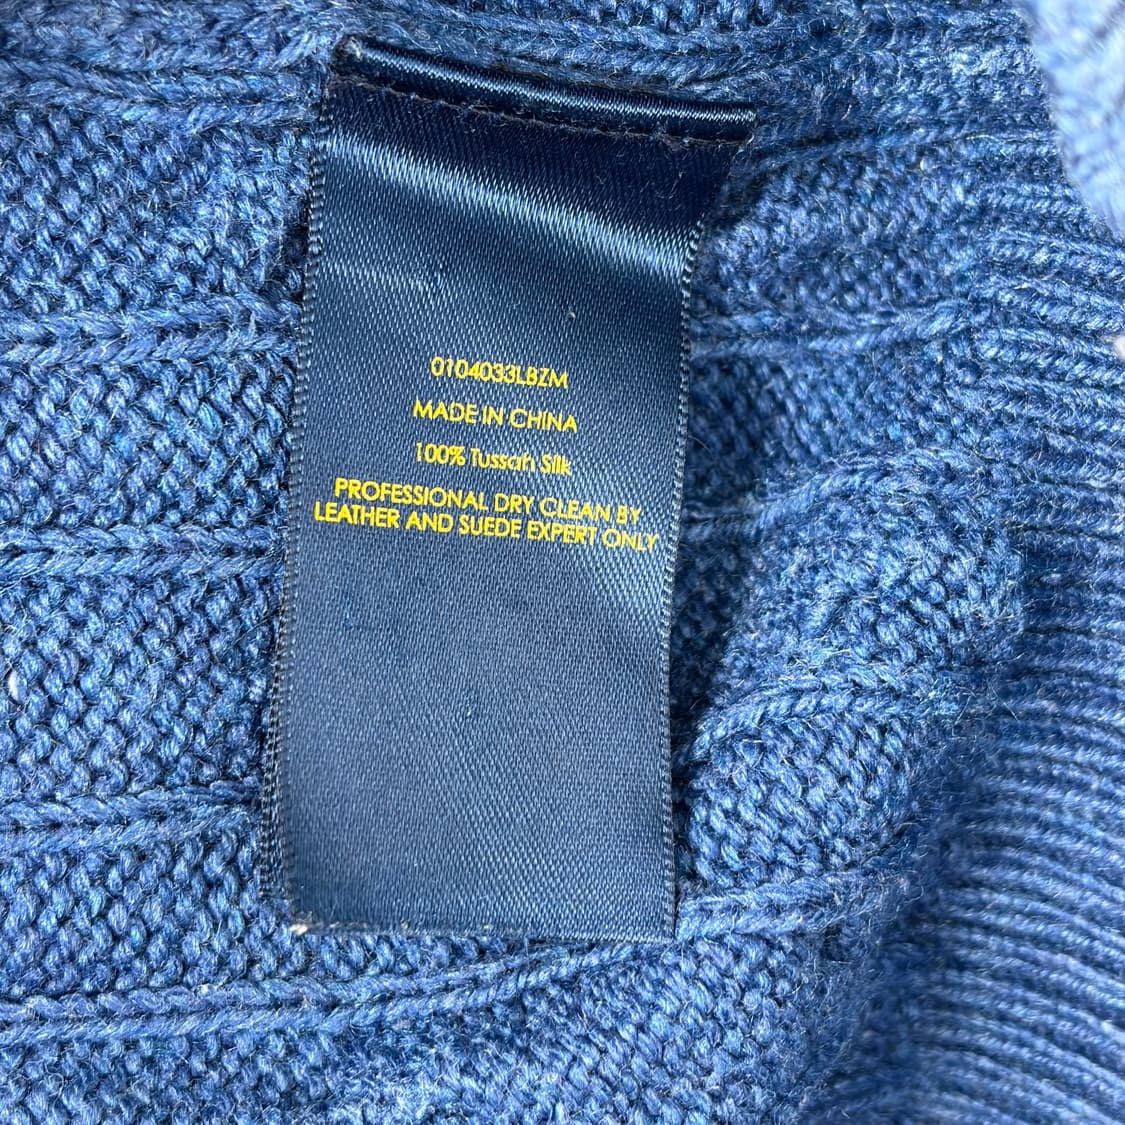 0104033LBZM
MADE IN CHINA
100% Tussah Silk
PROFESSIONAL DRY CLEAN BY
LEATHER AND SUEDE EXPERT ONLY